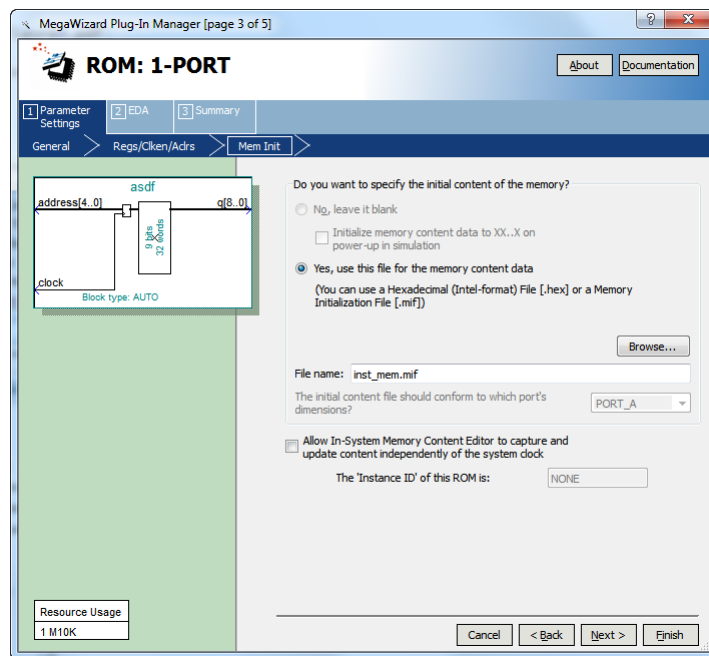 MegaWizard Plug-In Manager [page 3 of 5]
ROM: 1-PORT
About
Documentation
1 Parameter Settings
2 EDA
3 Summary
General
Regs/Clken/Aclrs
Mem Init
asdf
address[4..0]
q[8..0]
9 bits
32 words
clock
Block type: AUTO
Do you want to specify the initial content of the memory?
No, leave it blank
Initialize memory content data to XX..X on
power-up in simulation
Yes, use this file for the memory content data
(You can use a Hexadecimal (Intel-format) File [.hex] or a Memory
Initialization File [.mif])
Browse...
File name: inst_mem.mif
The initial content file should conform to which port's
dimensions?
PORT_A
Allow In-System Memory Content Editor to capture and
update content independently of the system clock
The 'Instance ID' of this ROM is:
NONE
Resource Usage
1 M10K
Cancel
< Back
Next >
Finish